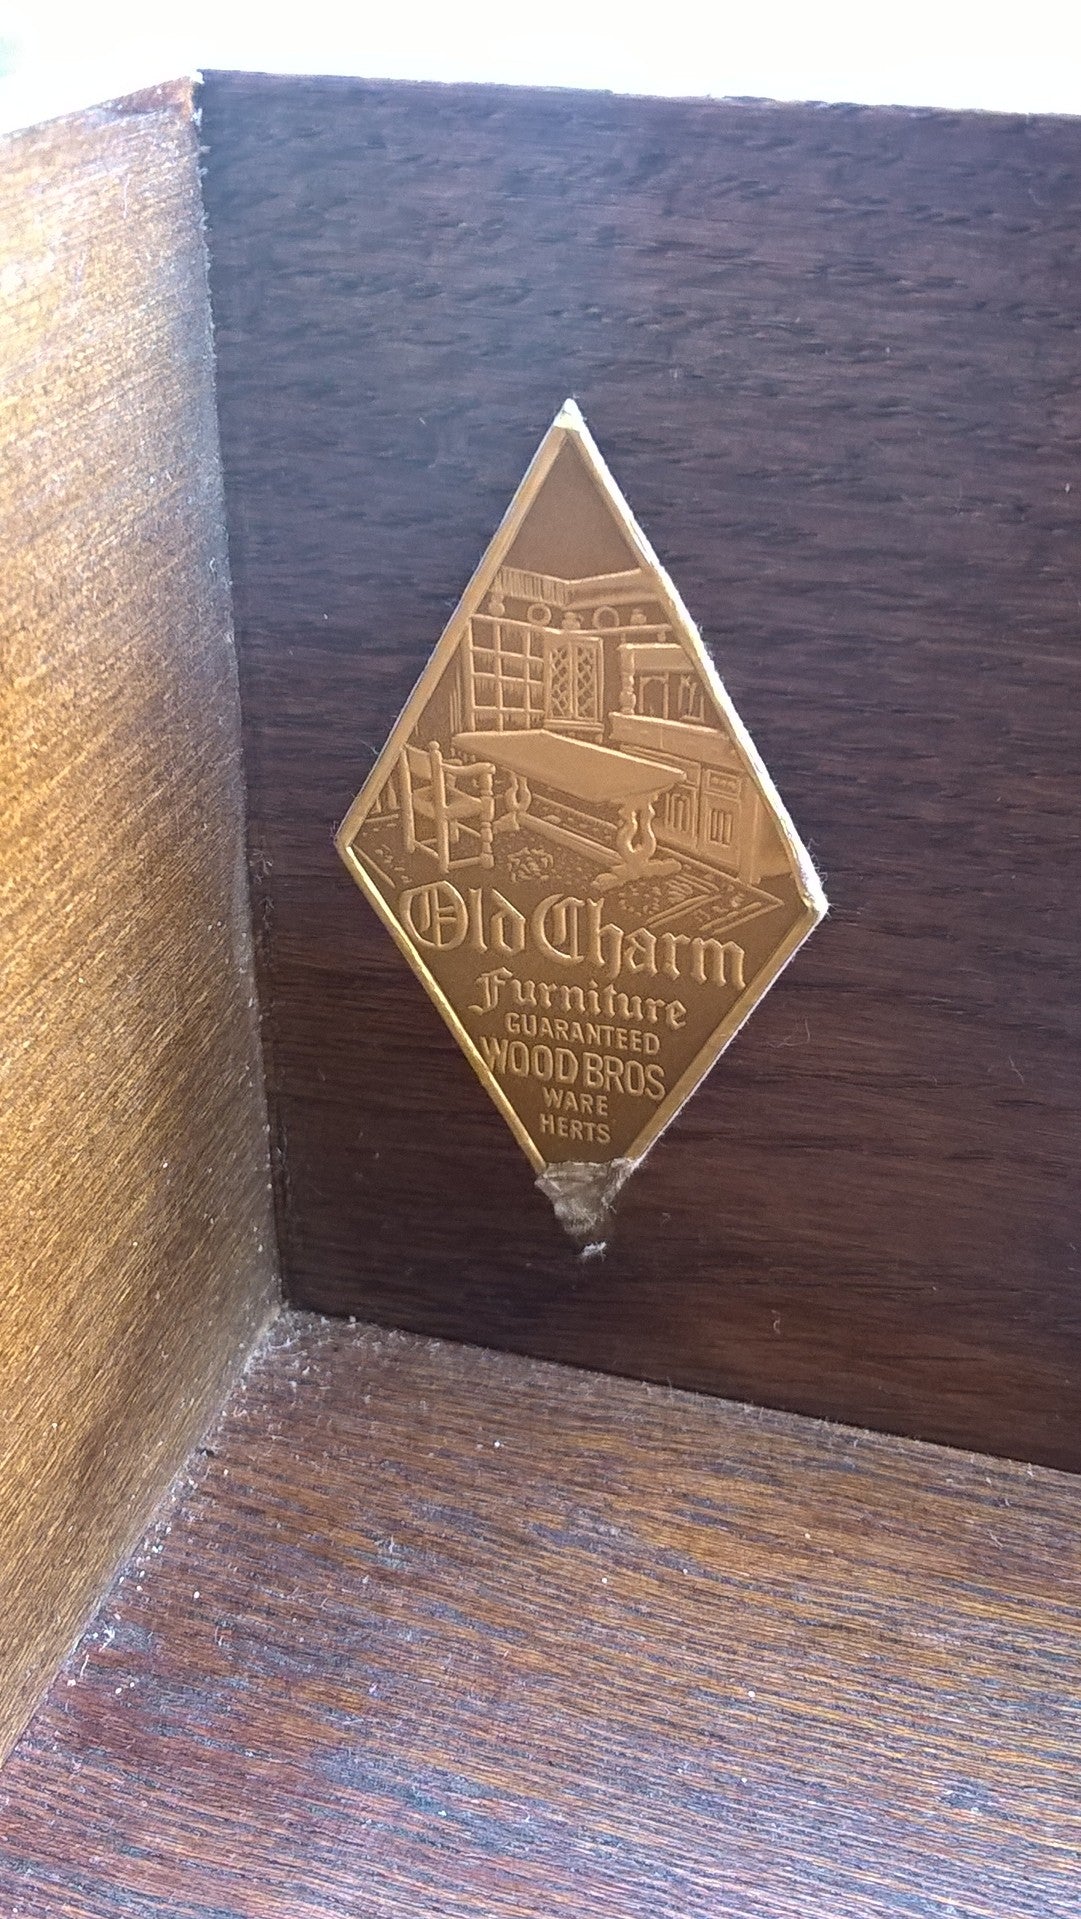 Old Charm
Furniture
GUARANTEED
WOOD BROS
WARE
HERTS